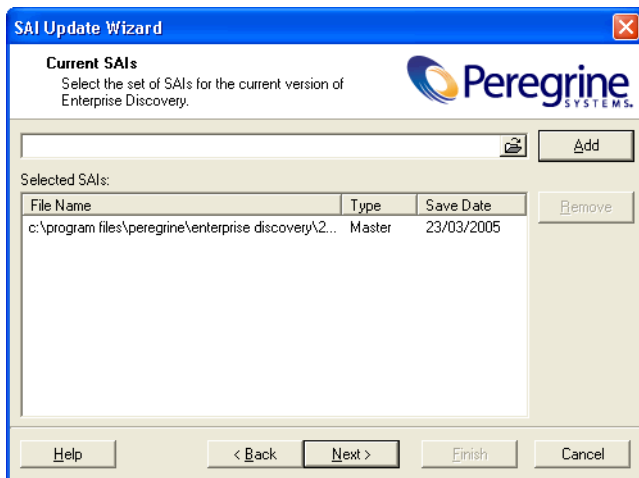 SAI Update Wizard
Current SAIs
Select the set of SAIs for the current version of
Enterprise Discovery.
Peregrine
SYSTEMS.
Add
Selected SAIs:
File Name Type Save Date
Remove
c:\program files\peregrine\enterprise discovery\2... Master 23/03/2005
Help < Back Next > Finish Cancel